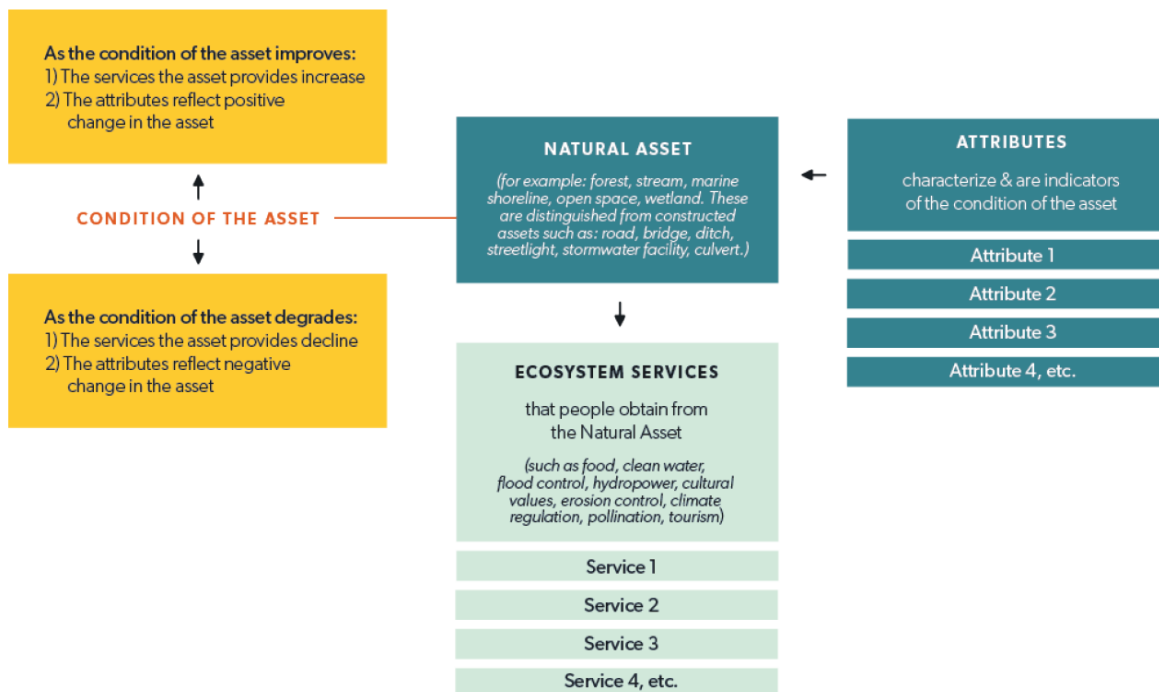 As the condition of the asset improves:
1) The services the asset provides increase
2) The attributes reflect positive
change in the asset
CONDITION OF THE ASSET
As the condition of the asset degrades:
1) The services the asset provides decline
2) The attributes reflect negative
change in the asset
NATURAL ASSET
(for example: forest, stream, marine
shoreline, open space, wetland. These
are distinguished from constructed
assets such as: road, bridge, ditch,
streetlight, stormwater facility, culvert.)
ATTRIBUTES
characterize & are indicators
of the condition of the asset
Attribute 1
Attribute 2
Attribute 3
Attribute 4, etc.
ECOSYSTEM SERVICES
that people obtain from
the Natural Asset
(such as food, clean water,
flood control, hydropower, cultural
values, erosion control, climate
regulation, pollination, tourism)
Service 1
Service 2
Service 3
Service 4, etc.